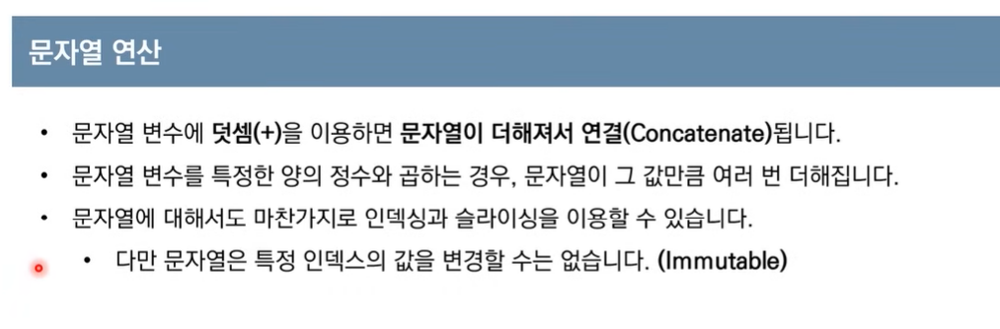 문자열 연산
• 문자열 변수에 덧셈(+)을 이용하면 문자열이 더해져서 연결(Concatenate)됩니다.
• 문자열 변수를 특정한 양의 정수와 곱하는 경우, 문자열이 그 값만큼 여러 번 더해집니다.
• 문자열에 대해서도 마찬가지로 인덱싱과 슬라이싱을 이용할 수 있습니다.
• 다만 문자열은 특정 인덱스의 값을 변경할 수는 없습니다. (Immutable)